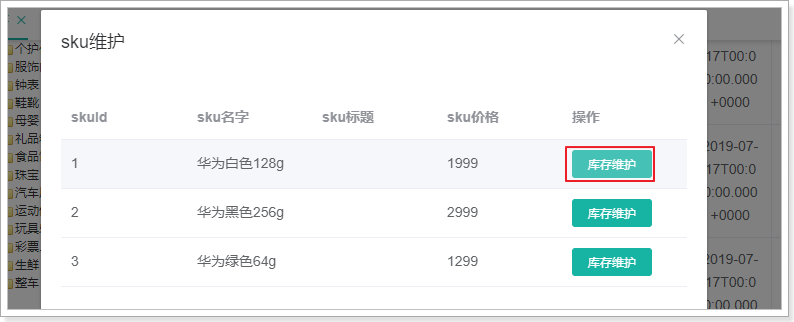 sku维护
skuId sku名字 sku标题 sku价格 操作
1 华为白色128g 1999 库存维护
2 华为黑色256g 2999 库存维护
3 华为绿色64g 1299 库存维护
个护
服饰
钟表
鞋靴
母婴
礼品
食品
珠宝
汽车
运动
玩具
彩票
生鲜
整车
17T00:0
0:00.000
+0000
2019-07-
17T00:0
0:00.000
+0000
2019-07-
17T00:0
0:00.000